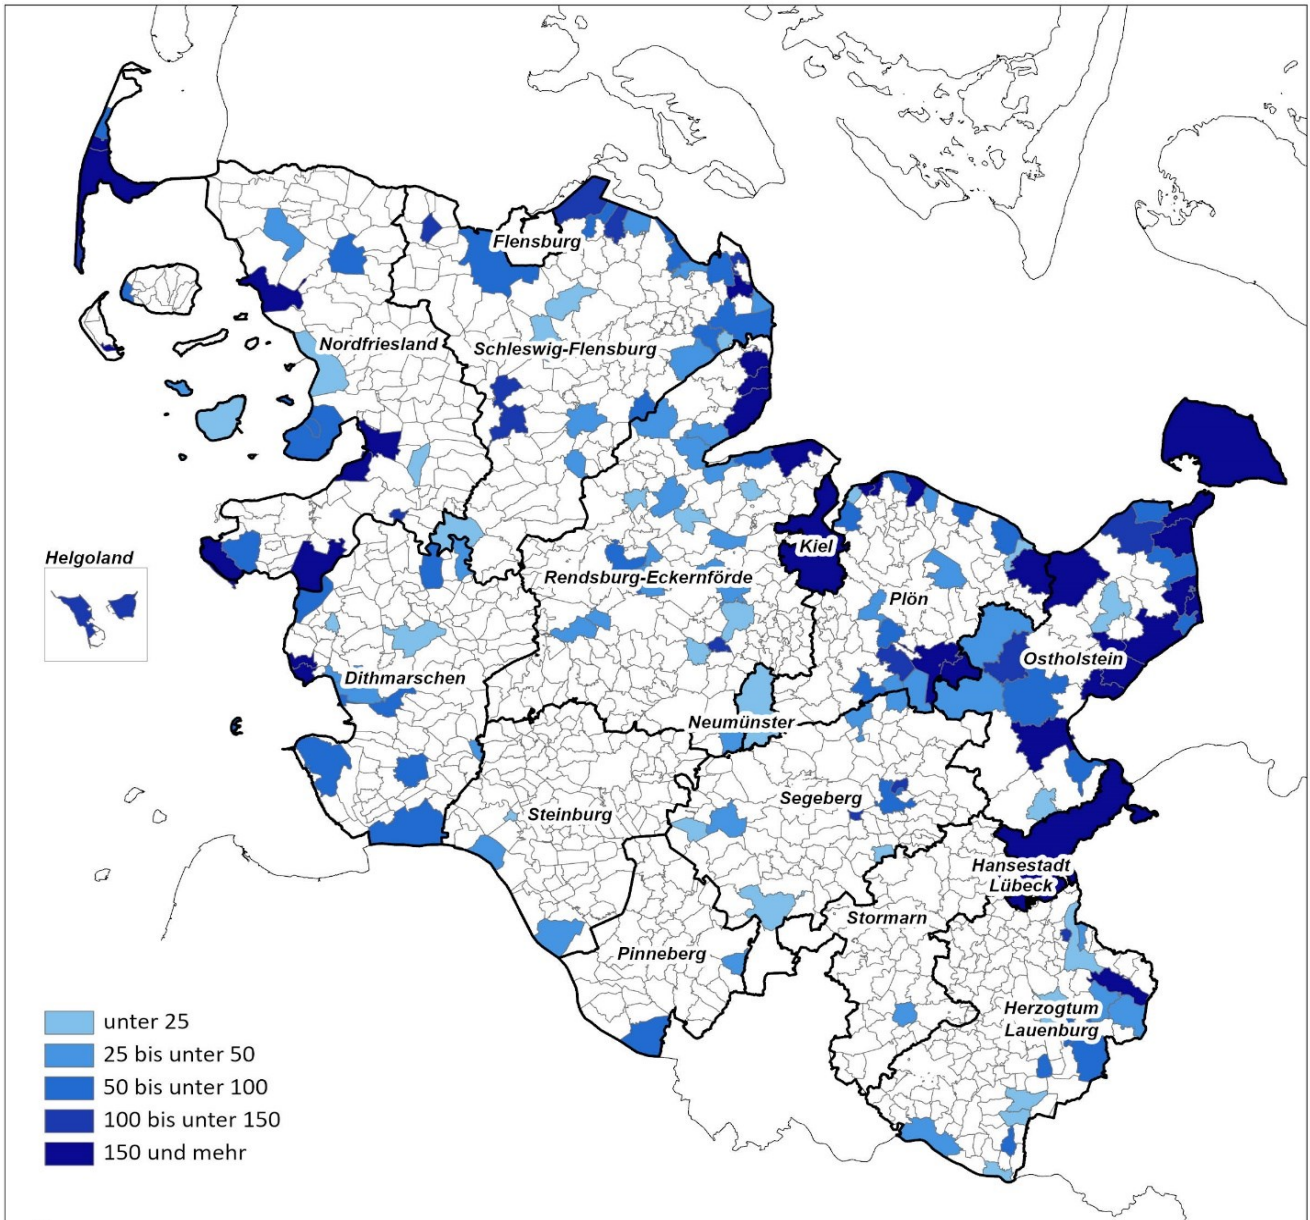 Flensburg
Nordfriesland
Schleswig-Flensburg
Helgoland
Kiel
Rendsburg-Eckernförde
Plön
Ostholstein
Dithmarschen
Neumünster
Segeberg
Steinburg
Hansestadt
Lübeck
Stormarn
Pinneberg
Herzogtum
Lauenburg
unter 25
25 bis unter 50
50 bis unter 100
100 bis unter 150
150 und mehr